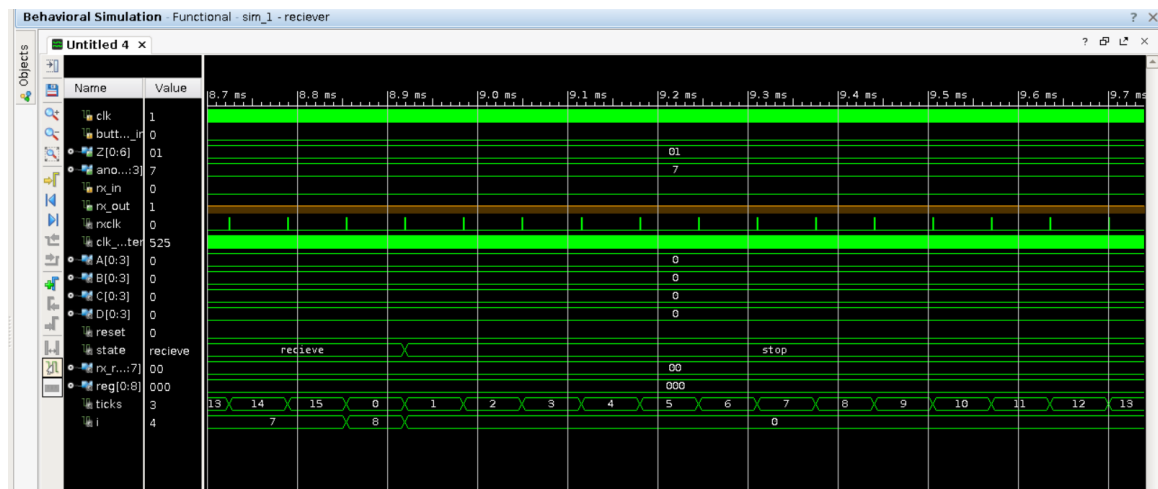 Behavioral Simulation - Functional - sim_1 - reciever
Objects
Untitled 4
Name Value
8.7 ms 8.8 ms 8.9 ms 9.0 ms 9.1 ms 9.2 ms 9.3 ms 9.4 ms 9.5 ms 9.6 ms 9.7 ms
clk 1
butt..._in 0
Z[0:6] 01 01
ano...:3] 7 7
rx_in 0
rx_out 1
rxclk 0
clk_...ter 525
A[0:3] 0 0
B[0:3] 0 0
C[0:3] 0 0
D[0:3] 0 0
reset 0
state recieve recieve stop
rx_r...:7] 00 00
reg[0:8] 000 000
ticks 3 13 14 15 0 1 2 3 4 5 6 7 8 9 10 11 12 13
i 4 7 8 0